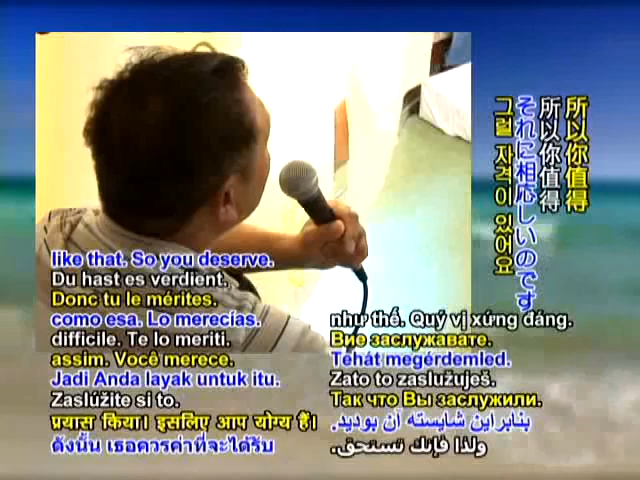 like that. So you deserve.
Du hast es verdient.
Donc tu le mérites.
como esa. Lo merecías.
difficile. Te lo meriti.
assim. Você merece.
Jadi Anda layak untuk itu.
Zaslúžite si to.
प्रयास किया। इसलिए आप योग्य हैं।
ดังนั้น เธอควรค่าที่จะได้รับ
như thế. Quý vị xứng đáng.
Вие заслужавате.
Tehát megérdemled.
Zato to zaslužuješ.
Так что Вы заслужили.
بنابراین شایسته آن بودید.
ولذا فإنك تستحق.
所以你值得
所以你值得
それに相応しいのです
그럴 자격이 있어요